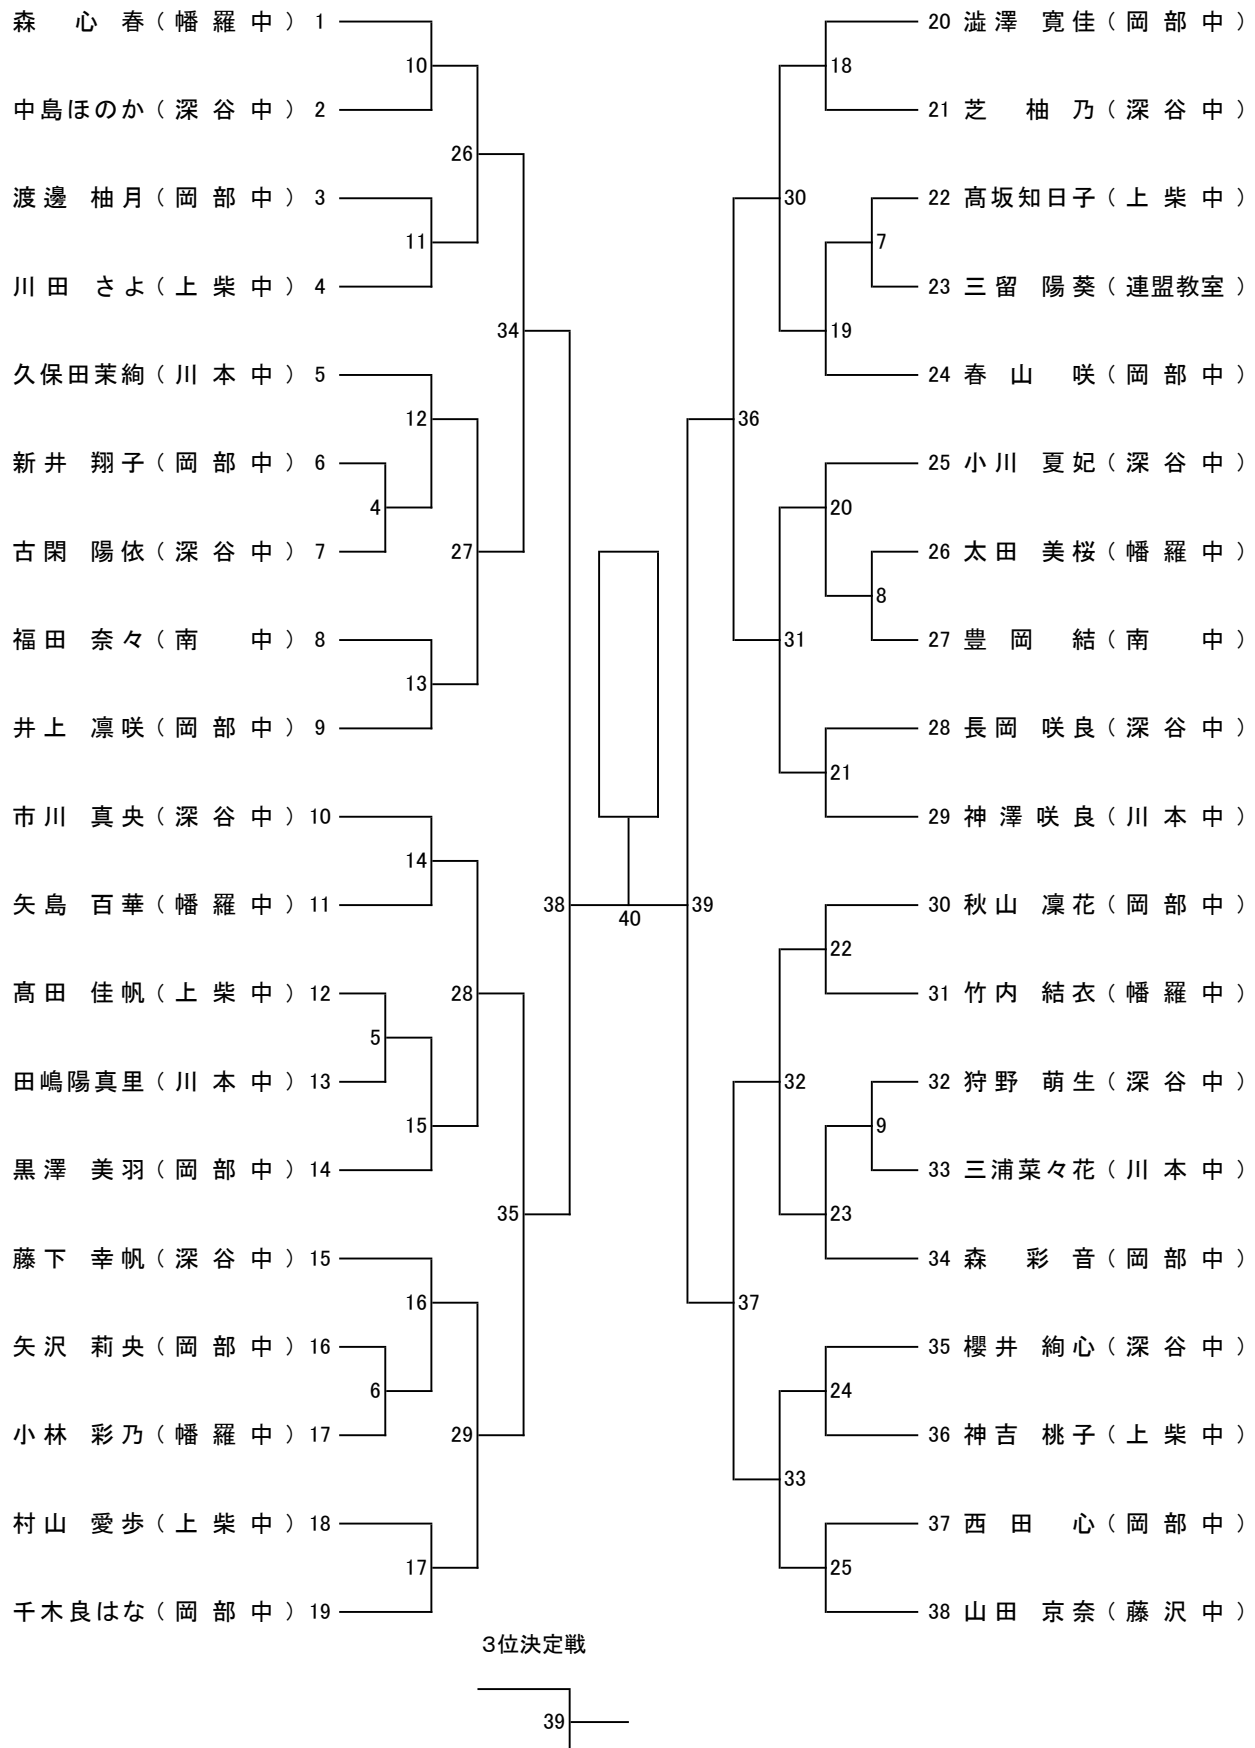 森 心 春（幡 羅 中）1
10
中島ほのか（深 谷 中）2
26
渡邊 柚月（岡 部 中）3
11
川田 さよ（上 柴 中）4
34
久保田茉絢（川 本 中）5
12
新井 翔子（岡 部 中）6
4
古閑 陽依（深 谷 中）7
27
福田 奈々（南 中）8
13
井上 凛咲（岡 部 中）9
市川 真央（深 谷 中）10
14
矢島 百華（幡 羅 中）11
38
髙田 佳帆（上 柴 中）12
28
5
田嶋陽真里（川 本 中）13
15
黒澤 美羽（岡 部 中）14
35
藤下 幸帆（深 谷 中）15
16
矢沢 莉央（岡 部 中）16
6
小林 彩乃（幡 羅 中）17
29
村山 愛歩（上 柴 中）18
17
千木良はな（岡 部 中）19
40
20 澁澤 寛佳（岡 部 中）
18
21 芝 柚乃（深 谷 中）
30
22 髙坂知日子（上 柴 中）
7
23 三留 陽葵（連盟教室）
19
24 春山 咲（岡 部 中）
36
25 小川 夏妃（深 谷 中）
20
26 太田 美桜（幡 羅 中）
8
27 豊岡 結（南 中）
31
28 長岡 咲良（深 谷 中）
21
29 神澤咲良（川 本 中）
39
30 秋山 凜花（岡 部 中）
22
31 竹内 結衣（幡 羅 中）
32
32 狩野 萌生（深 谷 中）
9
33 三浦菜々花（川 本 中）
23
34 森 彩音（岡 部 中）
37
35 櫻井 絢心（深 谷 中）
24
36 神吉 桃子（上 柴 中）
33
37 西田 心（岡 部 中）
25
38 山田 京奈（藤 沢 中）
3位決定戦
39